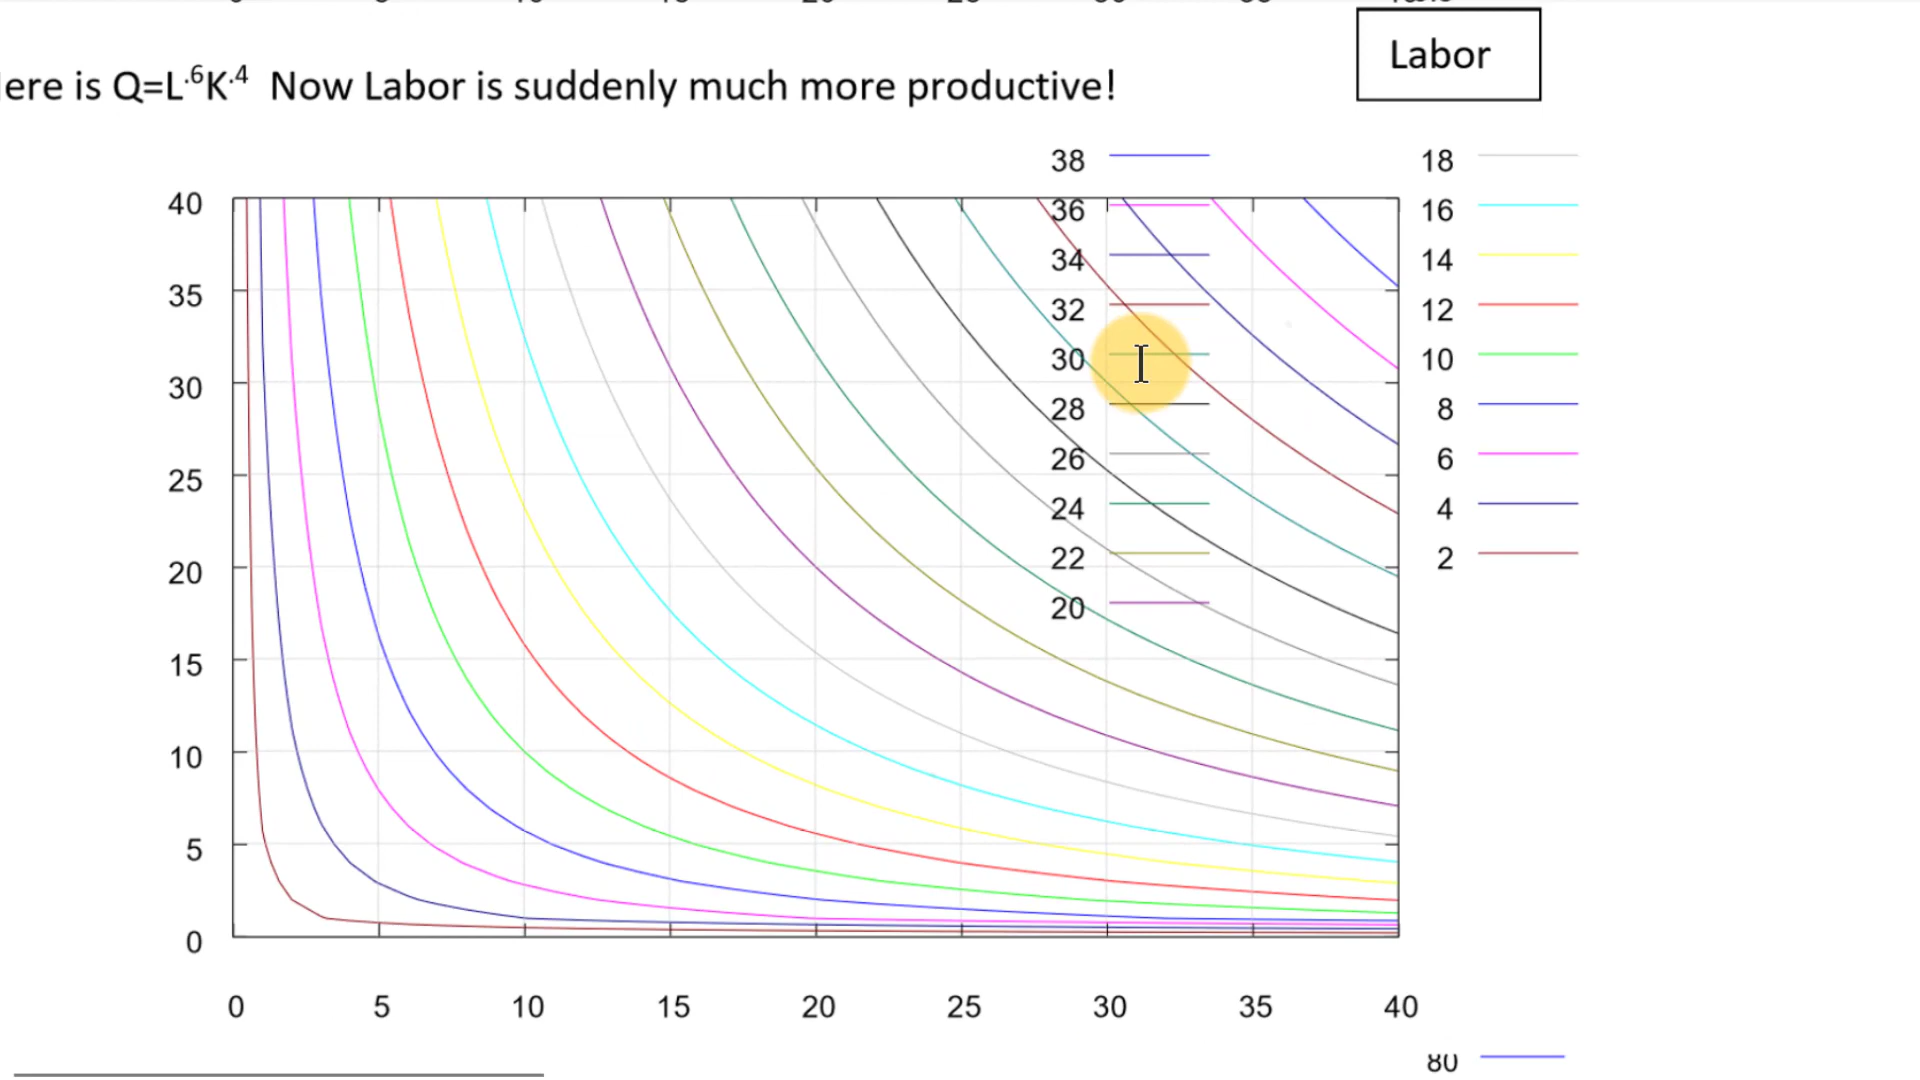 Labor
ere is Q=L.6K.4 Now Labor is suddenly much more productive!
38 18
40 36 16
34 14
35 32 12
30 10
30 28 8
25 26 6
24 4
20 22 2
20
15
10
5
0
0 5 10 15 20 25 30 35 40
80